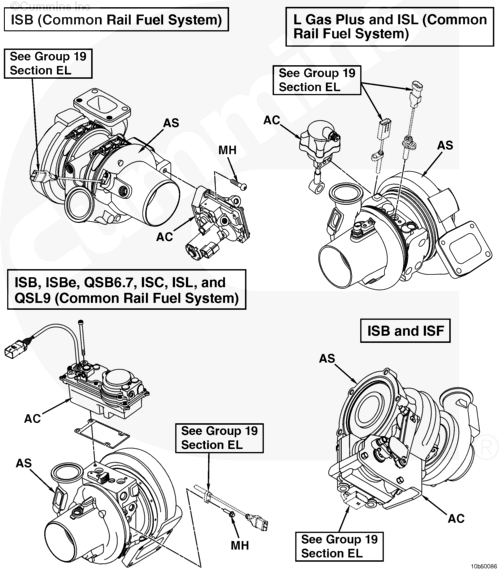 ©Cummins Inc.
ISB (Common Rail Fuel System)
See Group 19
Section EL
AS
MH
AC
L Gas Plus and ISL (Common
Rail Fuel System)
See Group 19
Section EL
AC
AS
ISB, ISBe, QSB6.7, ISC, ISL, and
QSL9 (Common Rail Fuel System)
AC
AS
See Group 19
Section EL
MH
ISB and ISF
AS
See Group 19
Section EL
AC
®
10b60086